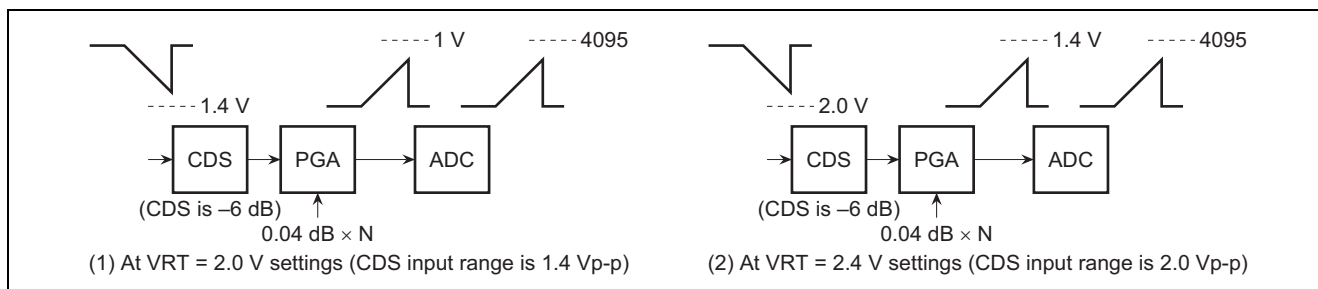 1 V
4095
1.4 V
CDS
PGA
ADC
(CDS is –6 dB)
0.04 dB × N
(1) At VRT = 2.0 V settings (CDS input range is 1.4 Vp-p)
1.4 V
4095
2.0 V
CDS
PGA
ADC
(CDS is –6 dB)
0.04 dB × N
(2) At VRT = 2.4 V settings (CDS input range is 2.0 Vp-p)